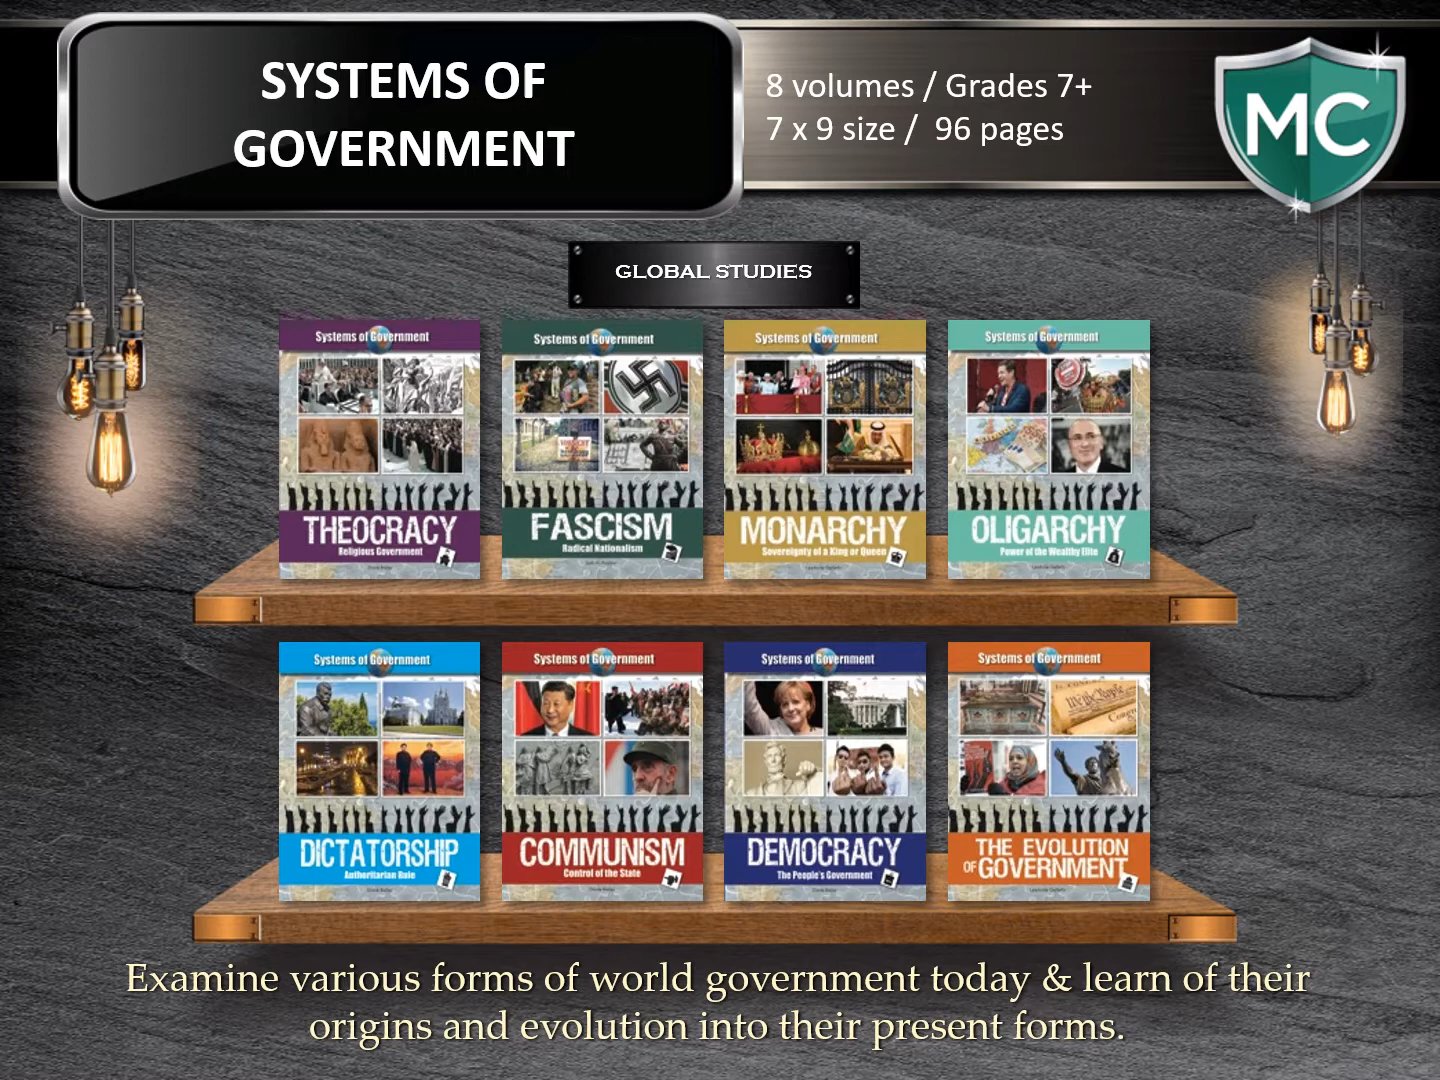 SYSTEMS OF
GOVERNMENT
8 volumes / Grades 7+
7 x 9 size / 96 pages
MC
GLOBAL STUDIES
Systems of Government
THEOCRACY
Religious Government
Systems of Government
FASCISM
Radical Nationalism
Systems of Government
MONARCHY
Sovereignty of a King or Queen
Systems of Government
OLIGARCHY
Power of the Wealthy Elite
Systems of Government
DICTATORSHIP
Authoritarian Rule
Systems of Government
COMMUNISM
Control of the State
Systems of Government
DEMOCRACY
The People's Government
Systems of Government
We the People
THE EVOLUTION
OF GOVERNMENT
Examine various forms of world government today & learn of their
origins and evolution into their present forms.